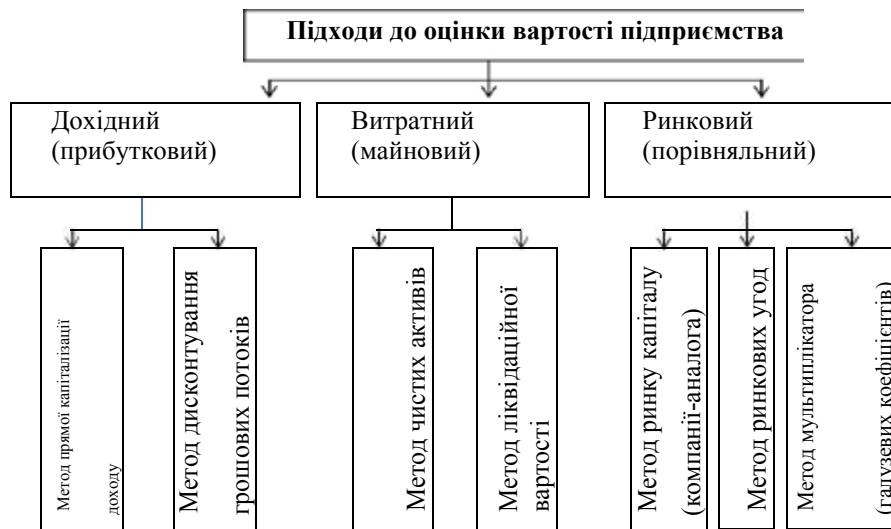 Підходи до оцінки вартості підприємства
Дохідний
(прибутковий)
Витратний
(майновий)
Ринковий
(порівняльний)
Метод прямої капіталізації
доходу
Метод дисконтування
грошових потоків
Метод чистих активів
Метод ліквідаційної
вартості
Метод ринку капіталу
(компанії-аналога)
Метод ринкових угод
Метод мультиплікатора
(галузевих коефіцієнтів)